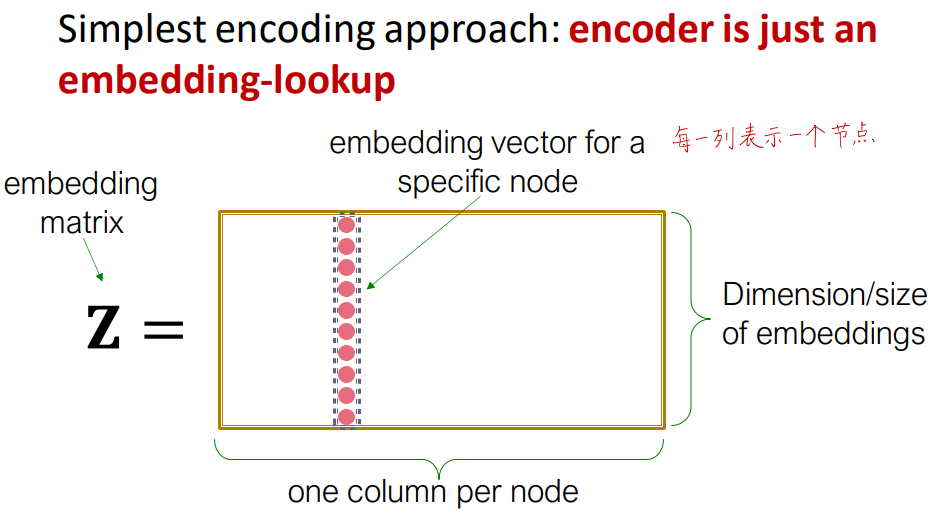 Simplest encoding approach: encoder is just an
embedding-lookup
embedding vector for a
specific node
每一列表示一个节点
embedding
matrix
Z =
Dimension/size
of embeddings
one column per node